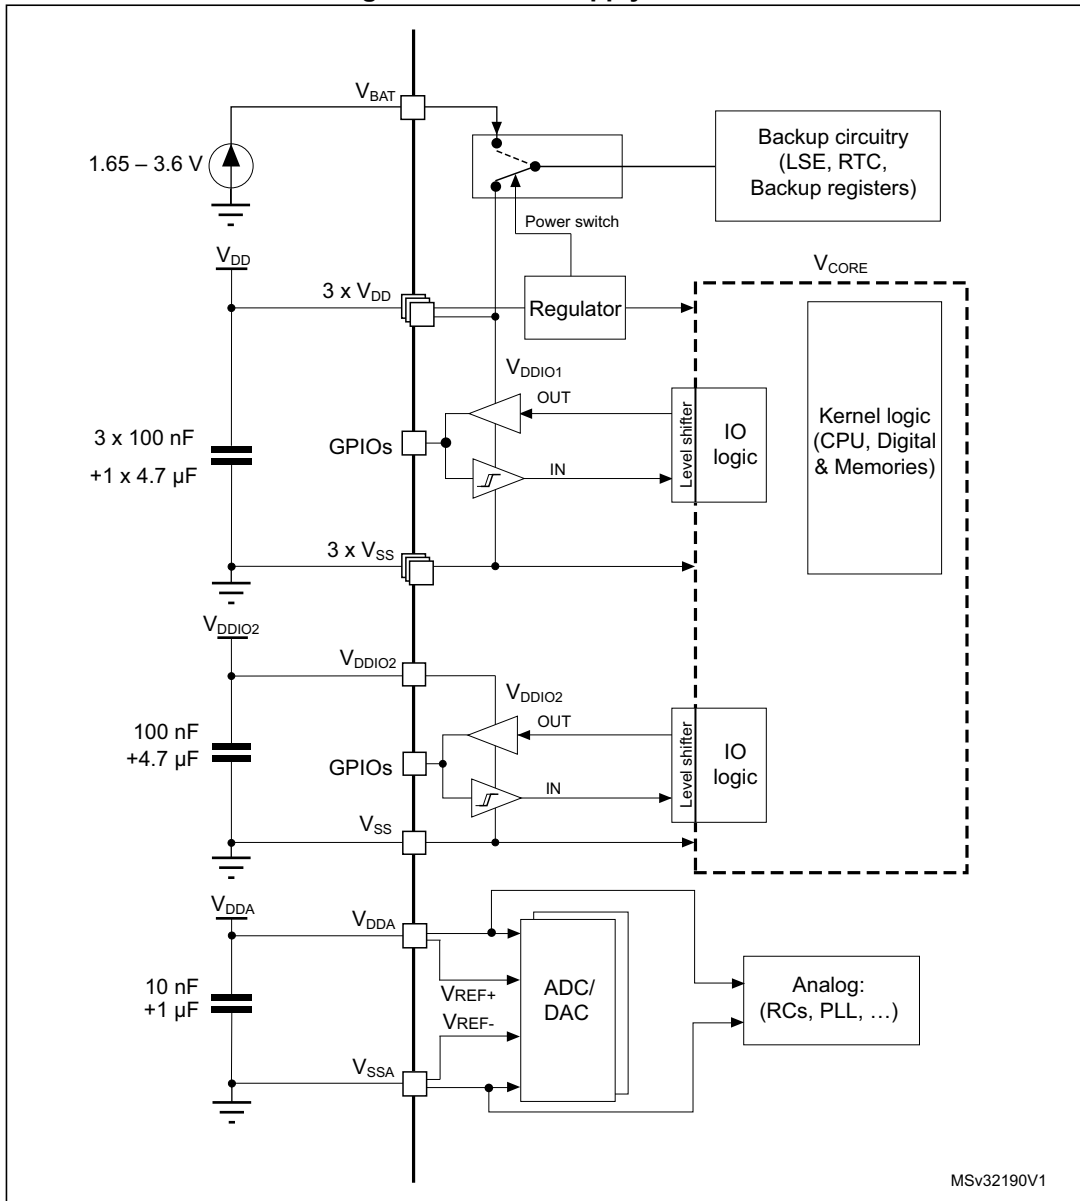 VBAT
1.65 – 3.6 V
Backup circuitry
(LSE, RTC,
Backup registers)
Power switch
VDD
VCORE
3 x VDD
Regulator
VDDIO1
OUT
3 x 100 nF
+1 x 4.7 μF
GPIOs
IN
Level shifter
IO
logic
Kernel logic
(CPU, Digital
& Memories)
3 x VSS
VDDIO2
VDDIO2
VDDIO2
OUT
100 nF
+4.7 μF
GPIOs
IN
Level shifter
IO
logic
VSS
VDDA
VDDA
10 nF
+1 μF
VREF+
VREF-
ADC/
DAC
Analog:
(RCs, PLL, …)
VSSA
MSv32190V1